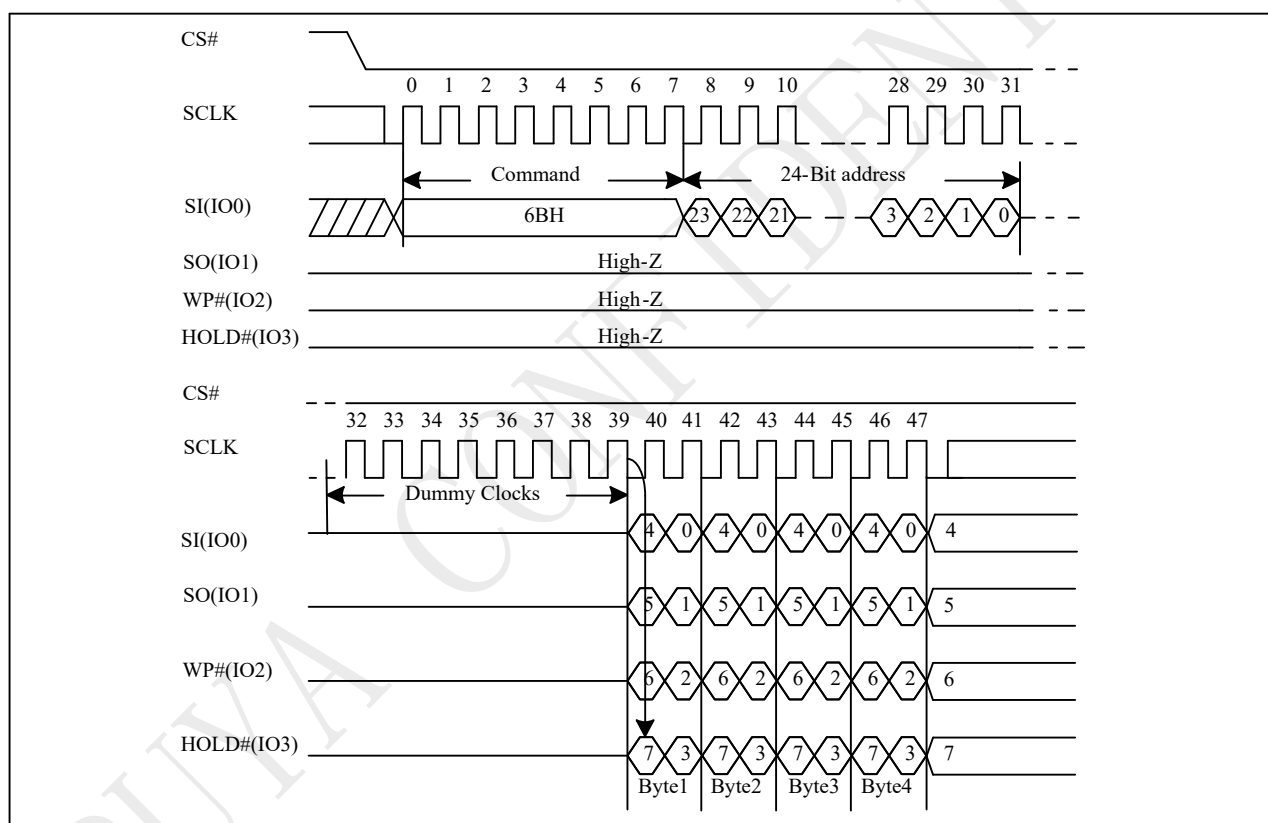 CS#
0 1 2 3 4 5 6 7 8 9 10 28 29 30 31
SCLK
Command 24-Bit address
SI(IO0) 6BH 23 22 21 3 2 1 0
SO(IO1) High-Z
WP#(IO2) High-Z
HOLD#(IO3) High-Z
CS#
32 33 34 35 36 37 38 39 40 41 42 43 44 45 46 47
SCLK
Dummy Clocks
SI(IO0) 4 0 4 0 4 0 4 0 4
SO(IO1) 5 1 5 1 5 1 5 1 5
WP#(IO2) 6 2 6 2 6 2 6 2 6
HOLD#(IO3) 7 3 7 3 7 3 7 3 7
Byte1 Byte2 Byte3 Byte4
UYA CONF IDENT